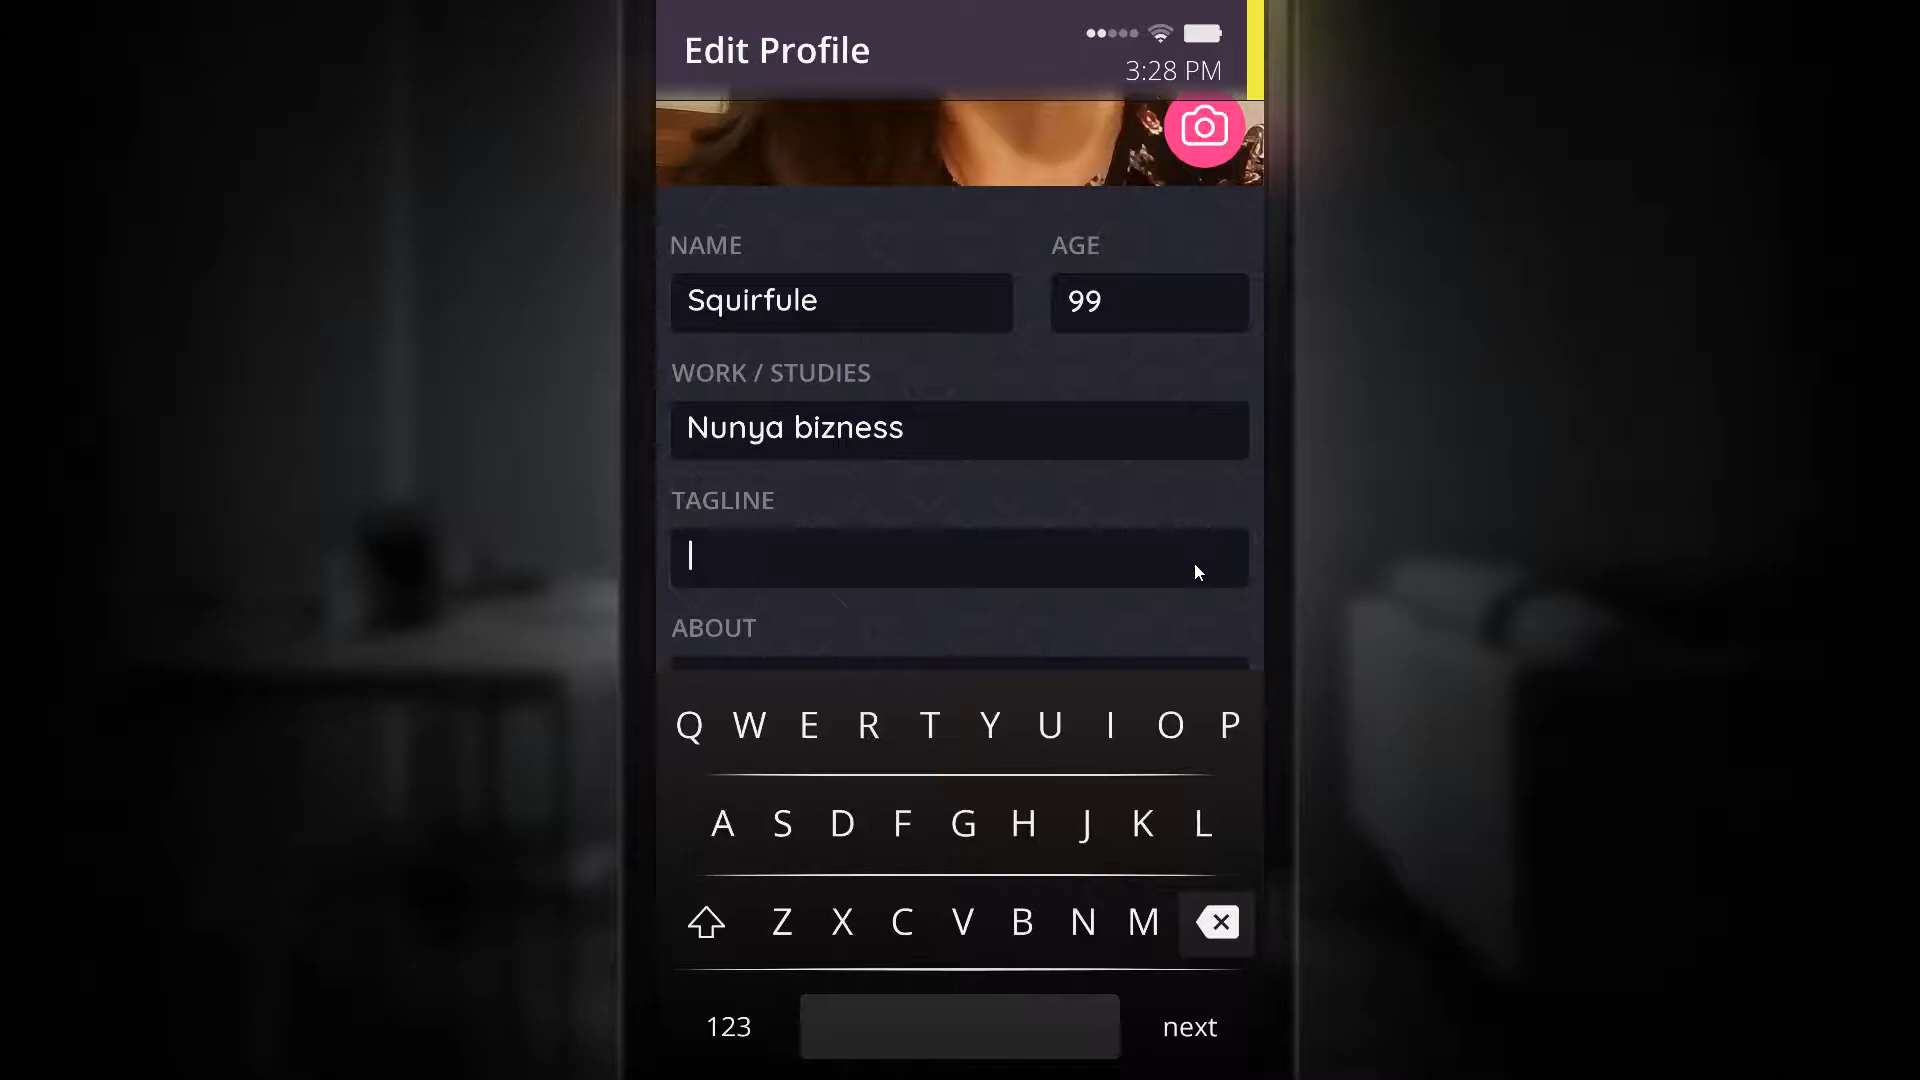 Edit Profile
3:28 PM
NAME
AGE
Squirfule
99
WORK / STUDIES
Nunya bizness
TAGLINE
ABOUT
Q W E R T Y U I O P
A S D F G H J K L
Z X C V B N M
123
next